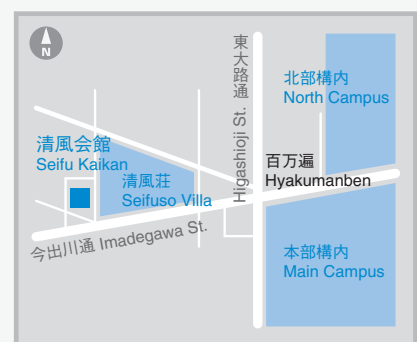 N
東大路通 Higashioji St.
北部構内
North Campus
清風会館
Seifu Kaikan
清風荘
Seifuso Villa
百万遍
Hyakumanben
今出川通 Imadegawa St.
本部構内
Main Campus